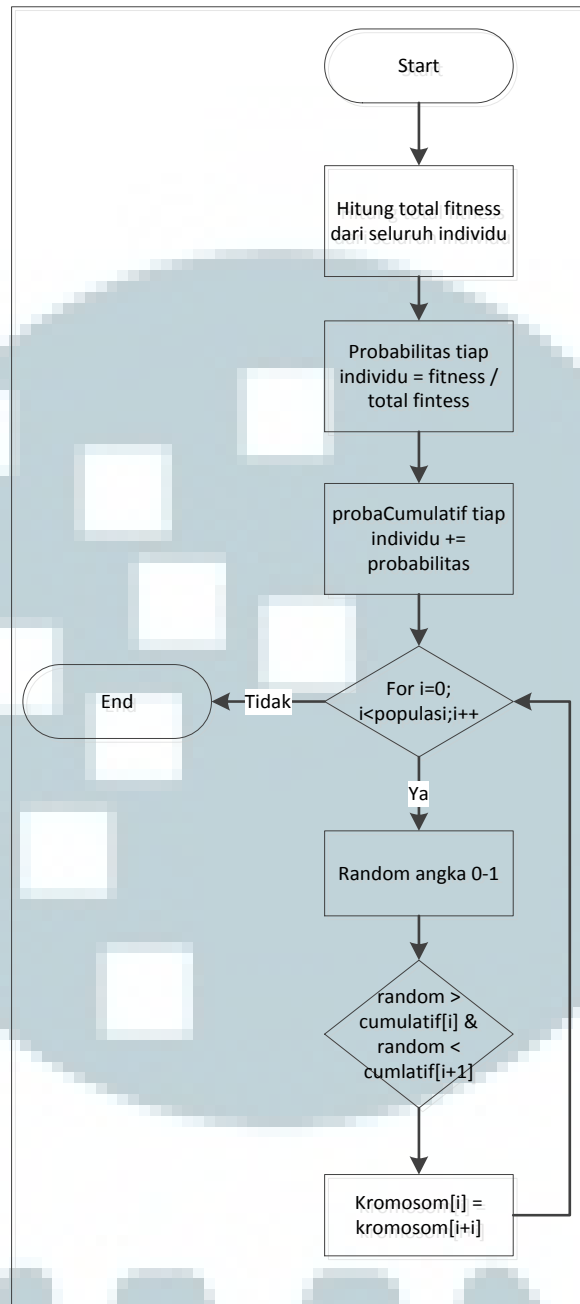 Start
Hitung total fitness
dari seluruh individu
Probabilitas tiap
individu = fitness /
total fintess
probaCumulatif tiap
individu +=
probabilitas
For i=0;
i<populasi;i++
Tidak
End
Ya
Random angka 0-1
random >
cumulatif[i] &
random <
cumlatif[i+1]
Kromosom[i] =
kromosom[i+i]